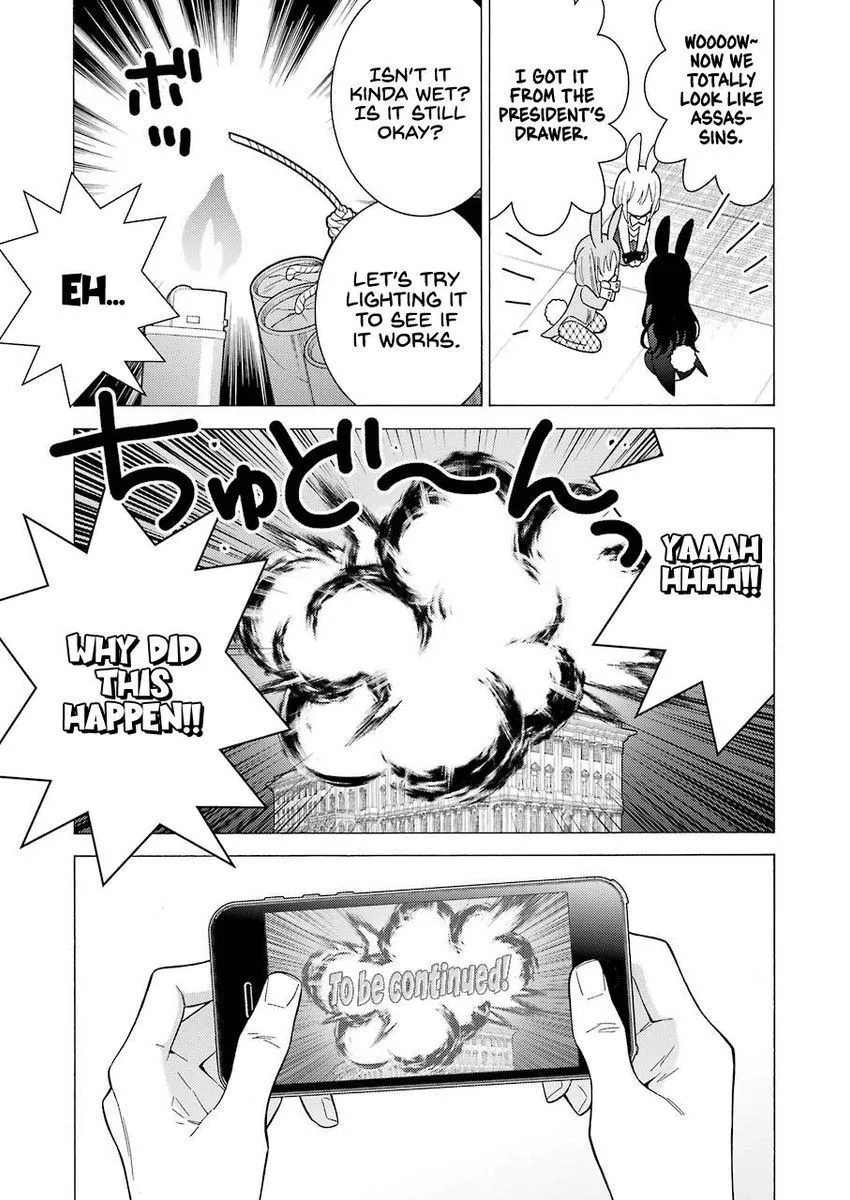 WOOOOW~
NOW WE
TOTALLY
LOOK LIKE
ASSAS-
SINS.
I GOT IT
FROM THE
PRESIDENT'S
DRAWER.
ISN'T IT
KINDA WET?
IS IT STILL
OKAY?
LET'S TRY
LIGHTING IT
TO SEE IF
IT WORKS.
ボッ
EH...
ちゅど〜んっ
YAAAH
HHHH!!
WHY DID
THIS
HAPPEN!!
To be continued!